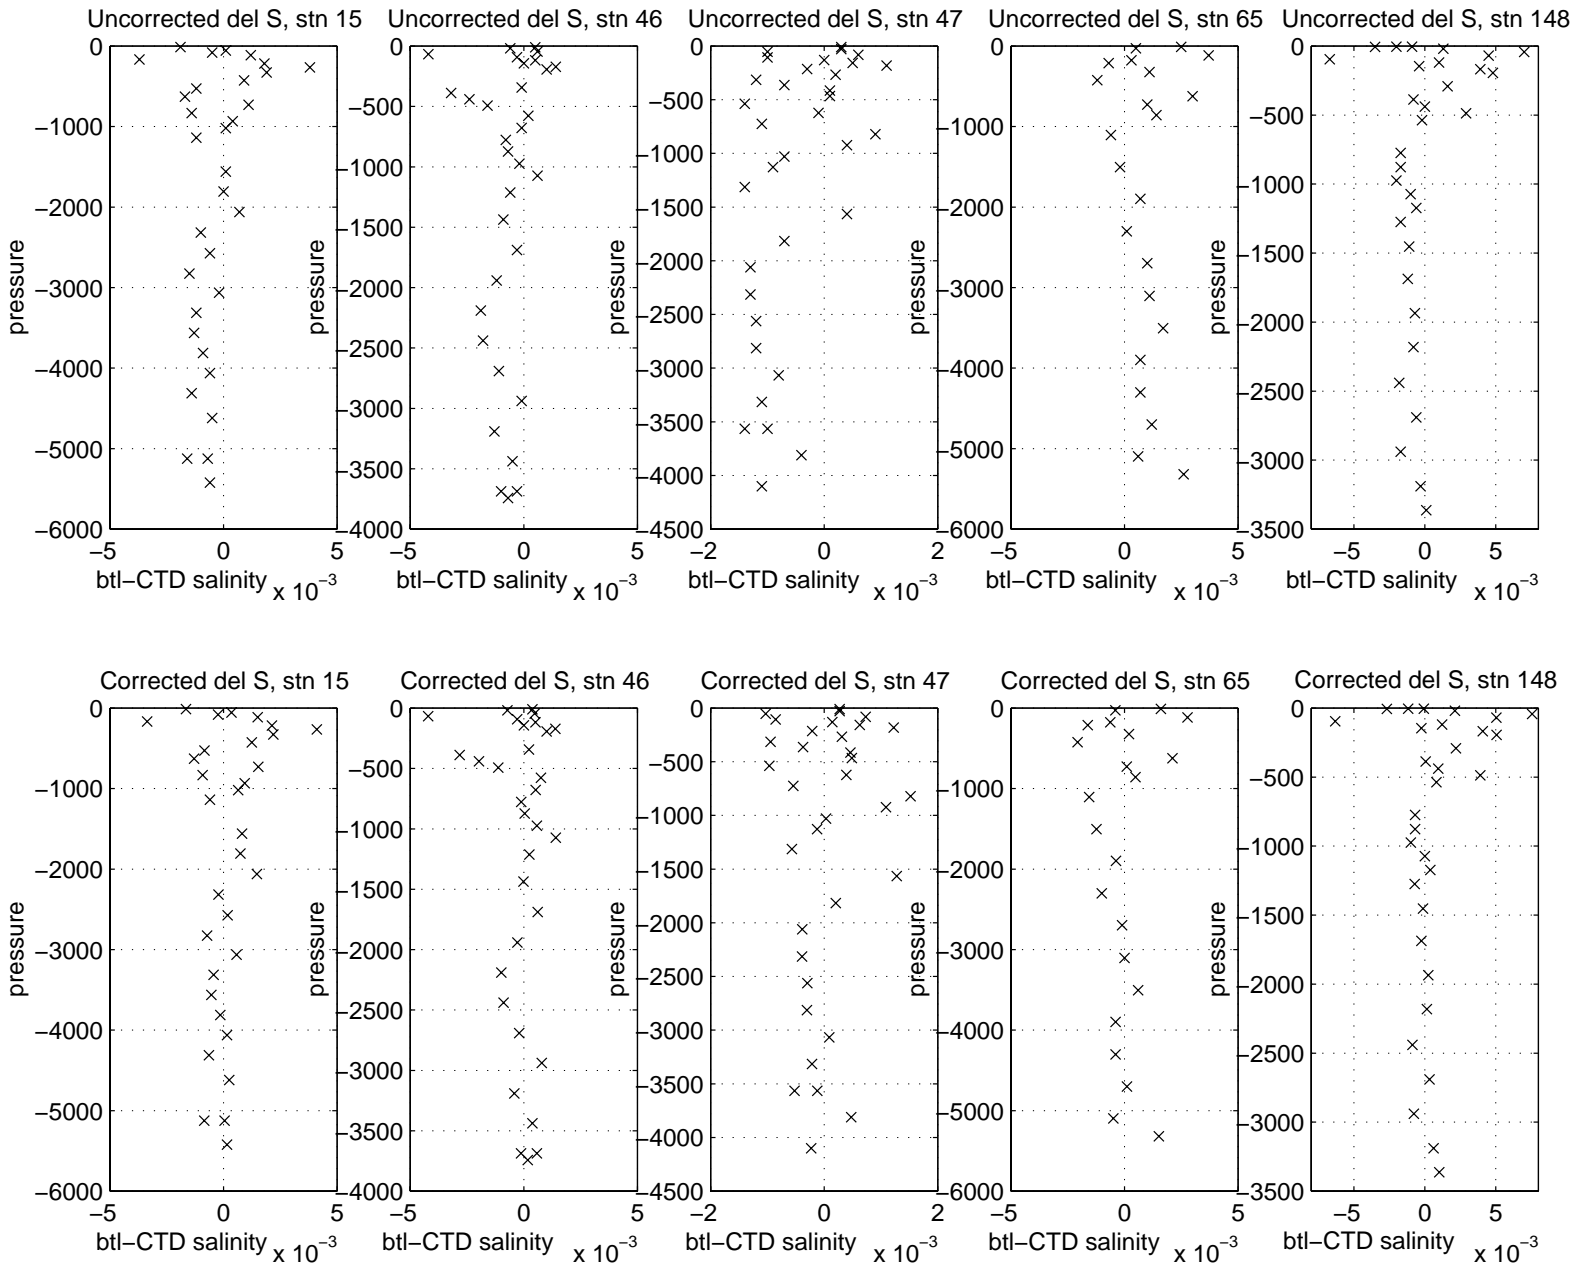 Uncorrected del S, stn 15
0
−1000
−2000
−3000
−4000
−5000
−6000
pressure
−5 0 5
btl−CTD salinity x 10−3
Uncorrected del S, stn 46
0
−500
−1000
−1500
−2000
−2500
−3000
−3500
−4000
pressure
−5 0 5
btl−CTD salinity x 10−3
Uncorrected del S, stn 47
0
−500
−1000
−1500
−2000
−2500
−3000
−3500
−4000
−4500
pressure
−2 0 2
btl−CTD salinity x 10−3
Uncorrected del S, stn 65
0
−1000
−2000
−3000
−4000
−5000
−6000
pressure
−5 0 5
btl−CTD salinity x 10−3
Uncorrected del S, stn 148
0
−500
−1000
−1500
−2000
−2500
−3000
−3500
pressure
−5 0 5
btl−CTD salinity x 10−3
Corrected del S, stn 15
0
−1000
−2000
−3000
−4000
−5000
−6000
pressure
−5 0 5
btl−CTD salinity x 10−3
Corrected del S, stn 46
0
−500
−1000
−1500
−2000
−2500
−3000
−3500
−4000
pressure
−5 0 5
btl−CTD salinity x 10−3
Corrected del S, stn 47
0
−500
−1000
−1500
−2000
−2500
−3000
−3500
−4000
−4500
pressure
−2 0 2
btl−CTD salinity x 10−3
Corrected del S, stn 65
0
−1000
−2000
−3000
−4000
−5000
−6000
pressure
−5 0 5
btl−CTD salinity x 10−3
Corrected del S, stn 148
0
−500
−1000
−1500
−2000
−2500
−3000
−3500
pressure
−5 0 5
btl−CTD salinity x 10−3